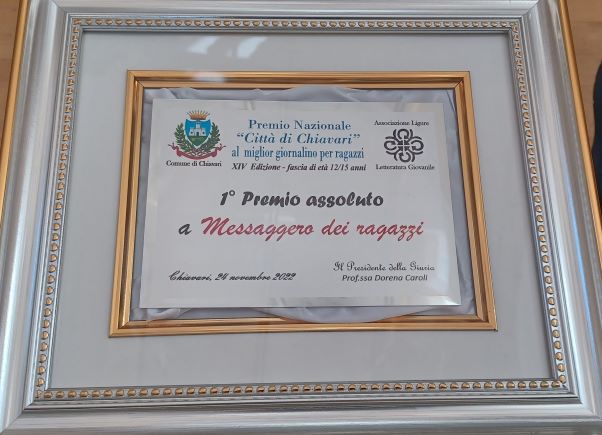 Comune di Chiavari
Premio Nazionale
"Città di Chiavari"
al miglior giornalino per ragazzi
XIV Edizione - fascia di età 12/15 anni
Associazione Ligure
Letteratura Giovanile
1° Premio assoluto
a Messaggero dei ragazzi
Chiavari, 24 novembre 2022
Il Presidente della Giuria
Prof.ssa Dorena Caroli